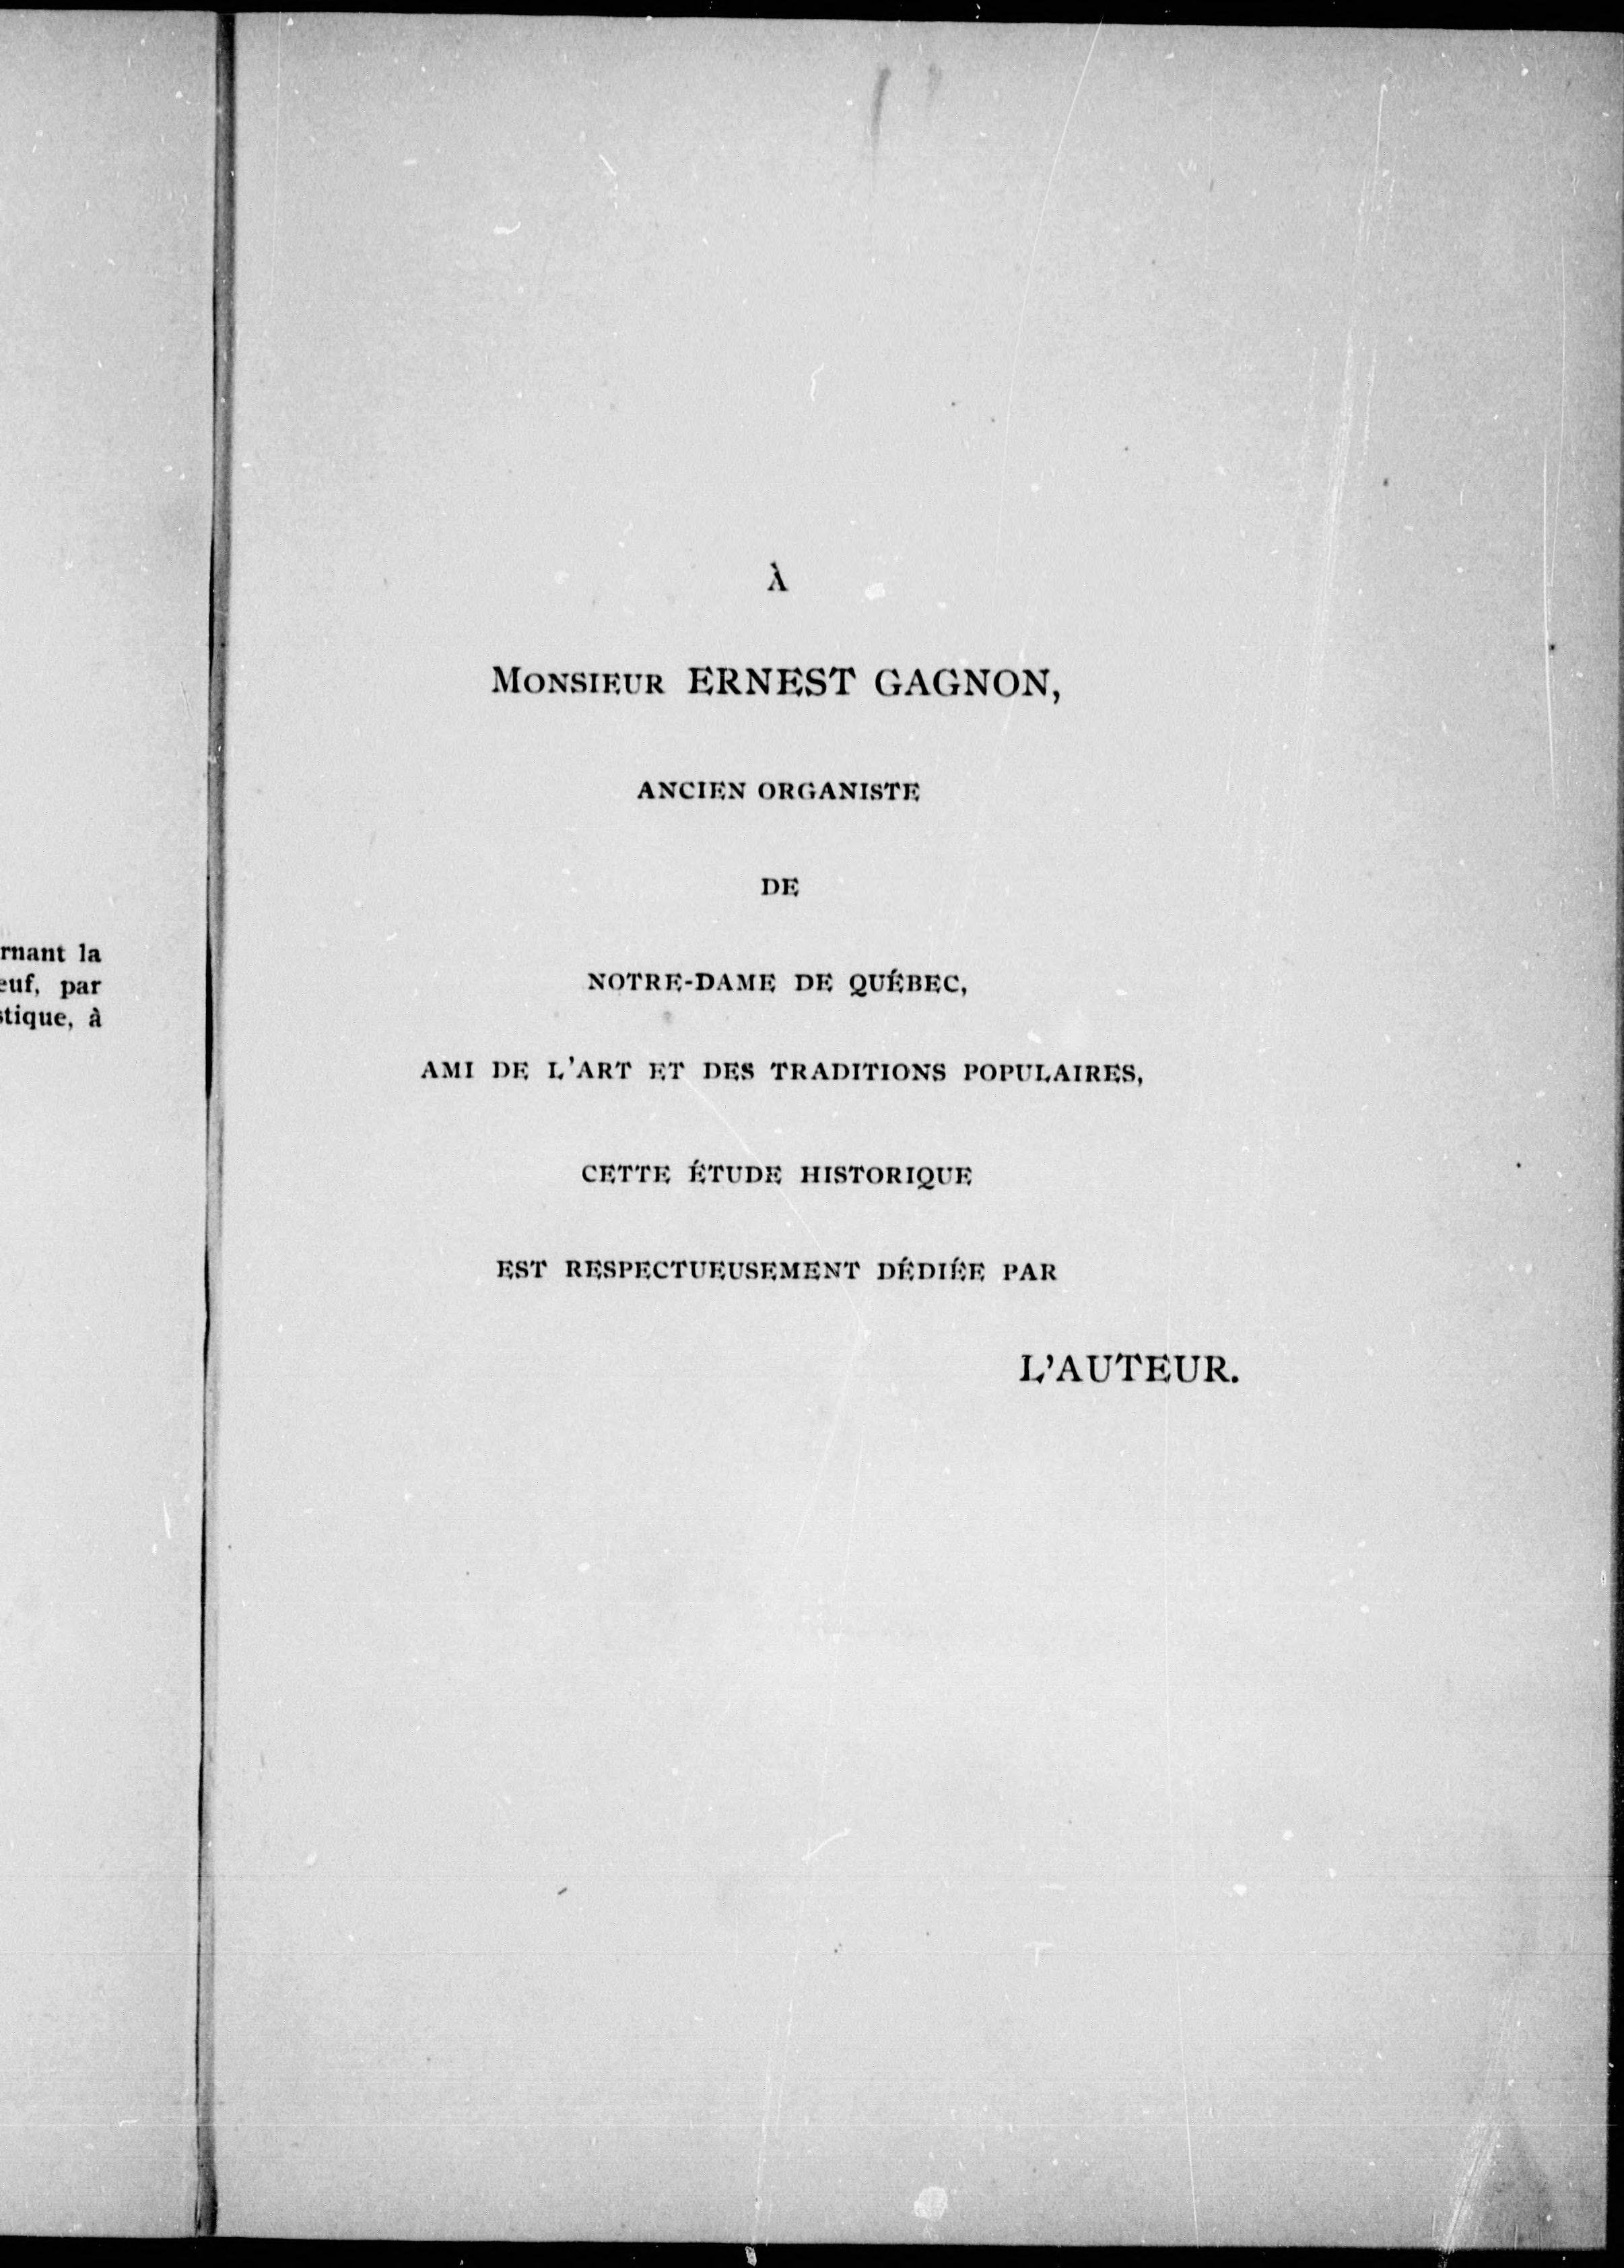 rnant la
euf, par
stique, à
À
Monsieur ERNEST GAGNON,
ANCIEN ORGANISTE
DE
NOTRE-DAME DE QUÉBEC,
AMI DE L'ART ET DES TRADITIONS POPULAIRES,
CETTE ÉTUDE HISTORIQUE
EST RESPECTUEUSEMENT DÉDIÉE PAR
L'AUTEUR.